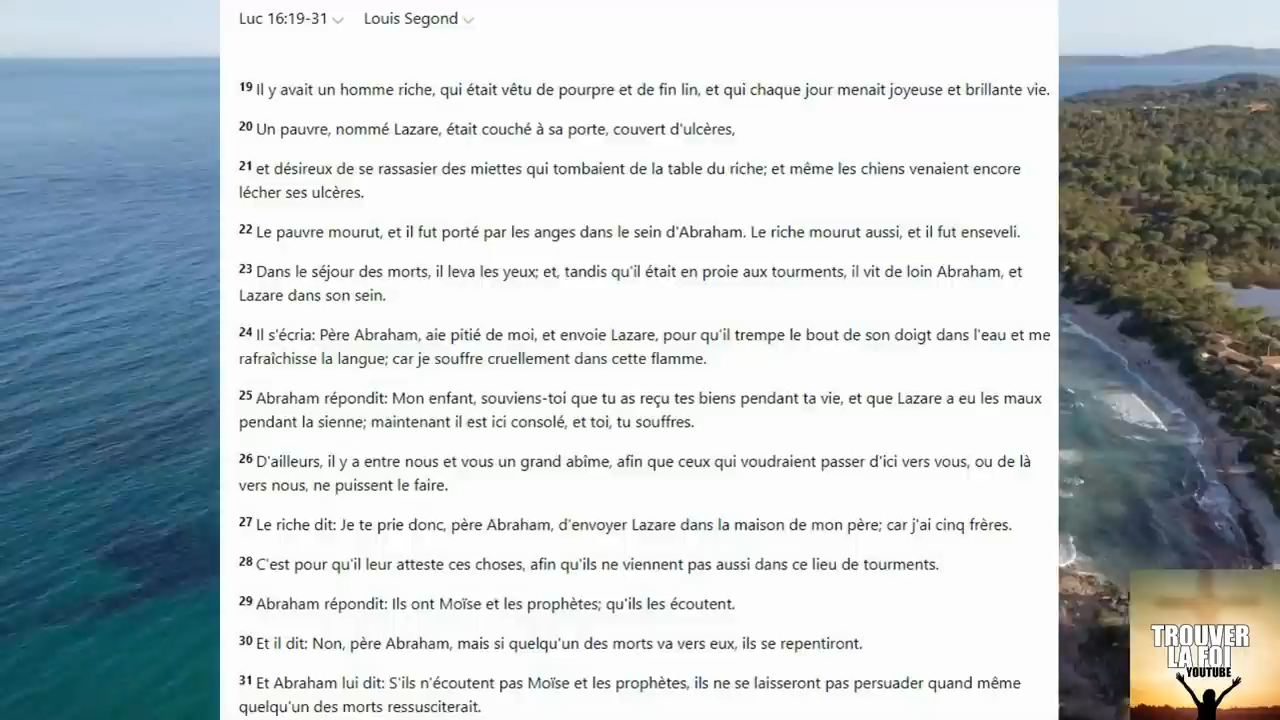 Luc 16:19-31 Louis Segond
19 Il y avait un homme riche, qui était vêtu de pourpre et de fin lin, et qui chaque jour menait joyeuse et brillante vie.
20 Un pauvre, nommé Lazare, était couché à sa porte, couvert d'ulcères,
21 et désireux de se rassasier des miettes qui tombaient de la table du riche; et même les chiens venaient encore
lécher ses ulcères.
22 Le pauvre mourut, et il fut porté par les anges dans le sein d'Abraham. Le riche mourut aussi, et il fut enseveli.
23 Dans le séjour des morts, il leva les yeux; et, tandis qu'il était en proie aux tourments, il vit de loin Abraham, et
Lazare dans son sein.
24 Il s'écria: Père Abraham, aie pitié de moi, et envoie Lazare, pour qu'il trempe le bout de son doigt dans l'eau et me
rafraîchisse la langue; car je souffre cruellement dans cette flamme.
25 Abraham répondit: Mon enfant, souviens-toi que tu as reçu tes biens pendant ta vie, et que Lazare a eu les maux
pendant la sienne; maintenant il est ici consolé, et toi, tu souffres.
26 D'ailleurs, il y a entre nous et vous un grand abîme, afin que ceux qui voudraient passer d'ici vers vous, ou de là
vers nous, ne puissent le faire.
27 Le riche dit: Je te prie donc, père Abraham, d'envoyer Lazare dans la maison de mon père; car j'ai cinq frères.
28 C'est pour qu'il leur atteste ces choses, afin qu'ils ne viennent pas aussi dans ce lieu de tourments.
29 Abraham répondit: Ils ont Moïse et les prophètes; qu'ils les écoutent.
30 Et il dit: Non, père Abraham, mais si quelqu'un des morts va vers eux, ils se repentiront.
31 Et Abraham lui dit: S'ils n'écoutent pas Moïse et les prophètes, ils ne se laisseront pas persuader quand même
quelqu'un des morts ressusciterait.
TROUVER
LA FOI
YOUTUBE